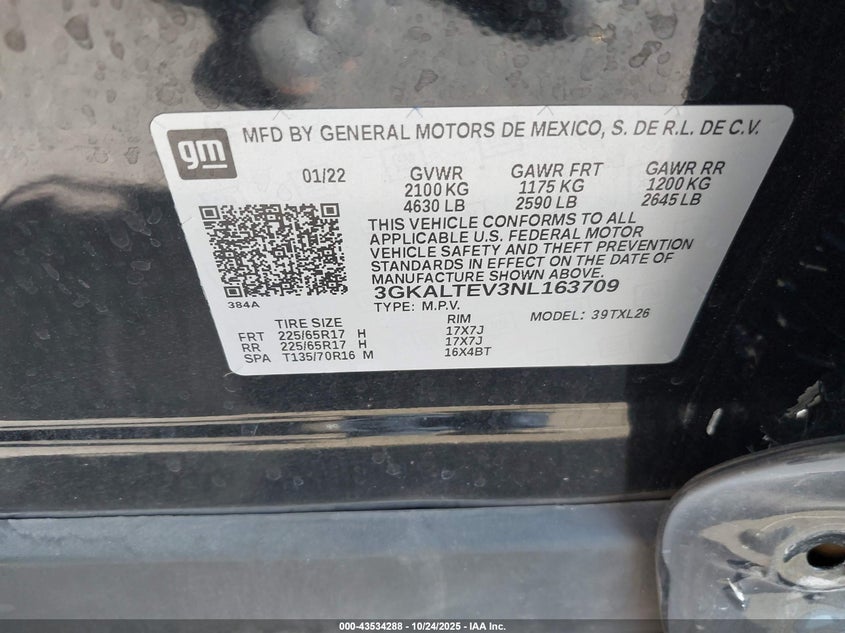 gm
MFD BY GENERAL MOTORS DE MEXICO, S. DE R.L. DE C.V.
01/22 GVWR GAWR FRT GAWR RR
2100 KG 1175 KG 1200 KG
4630 LB 2590 LB 2645 LB
THIS VEHICLE CONFORMS TO ALL
APPLICABLE U.S. FEDERAL MOTOR
VEHICLE SAFETY AND THEFT PREVENTION
STANDARDS IN EFFECT ON THE DATE OF
MANUFACTURE SHOWN ABOVE.
384A
3GKALTEV3NL163709
TYPE: M.P.V. MODEL: 39TXL26
TIRE SIZE RIM
FRT 225/65R17 H 17X7J
RR 225/65R17 H 17X7J
SPA T135/70R16 M 16X4BT
000-43534288 - 10/24/2025 - IAA Inc.